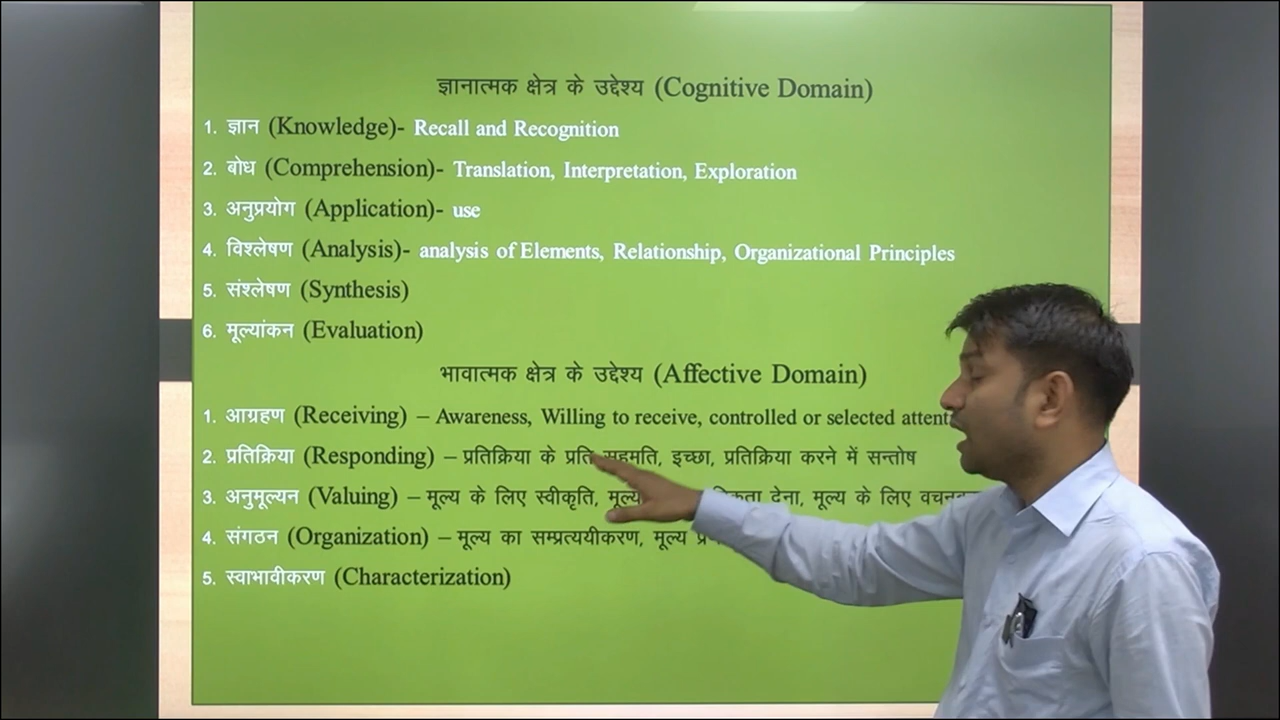 ज्ञानात्मक क्षेत्र के उद्देश्य (Cognitive Domain)
1. ज्ञान (Knowledge)- Recall and Recognition
2. बोध (Comprehension)- Translation, Interpretation, Exploration
3. अनुप्रयोग (Application)- use
4. विश्लेषण (Analysis)- analysis of Elements, Relationship, Organizational Principles
5. संश्लेषण (Synthesis)
6. मूल्यांकन (Evaluation)
भावात्मक क्षेत्र के उद्देश्य (Affective Domain)
1. आग्रहण (Receiving) – Awareness, Willing to receive, controlled or selected
2. प्रतिक्रिया (Responding) – प्रतिक्रिया के प्रति सहमति, इच्छा, प्रतिक्रिया करने में सन्तोष
3. अनुमूल्यन (Valuing) – मूल्य के लिए स्वीकृति, मूल्य देना, मूल्य के लिए
4. संगठन (Organization) – मूल्य का सम्प्रत्ययीकरण, मूल्य
5. स्वाभावीकरण (Characterization)